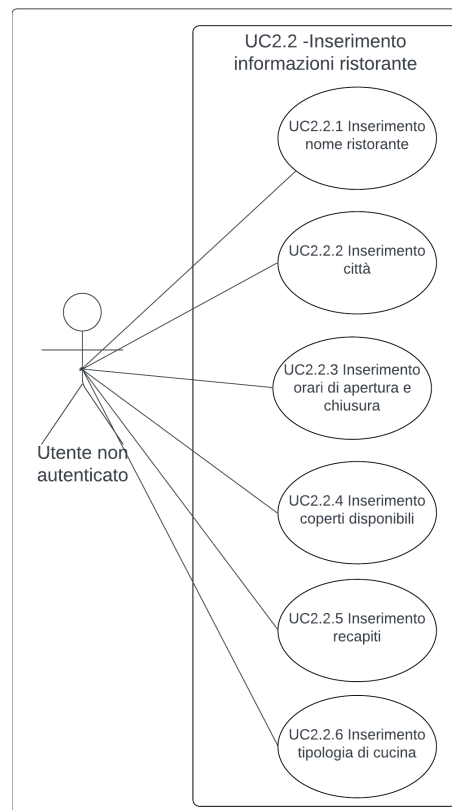 UC2.2 -Inserimento
informazioni ristorante
UC2.2.1 Inserimento
nome ristorante
UC2.2.2 Inserimento
città
UC2.2.3 Inserimento
orari di apertura e
chiusura
Utente non
autenticato
UC2.2.4 Inserimento
coperti disponibili
UC2.2.5 Inserimento
recapiti
UC2.2.6 Inserimento
tipologia di cucina